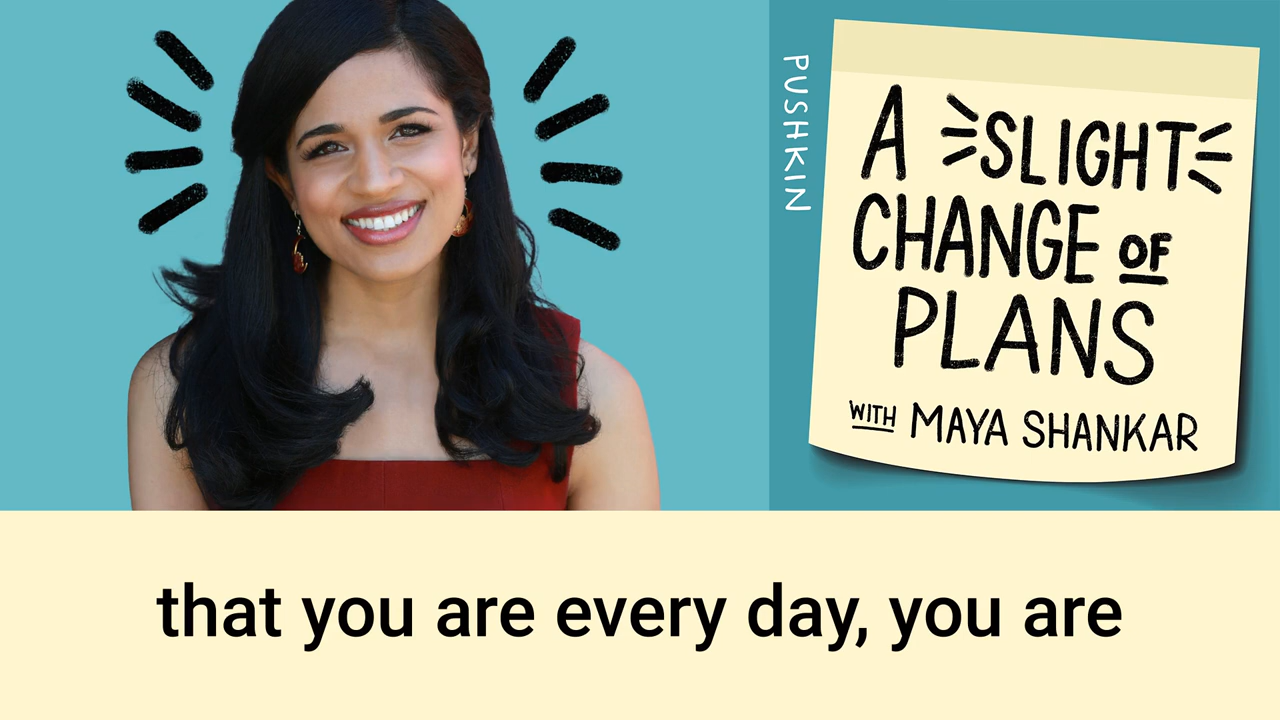 PUSHKIN
A SLIGHT
CHANGE OF
PLANS
WITH MAYA SHANKAR
that you are every day, you are